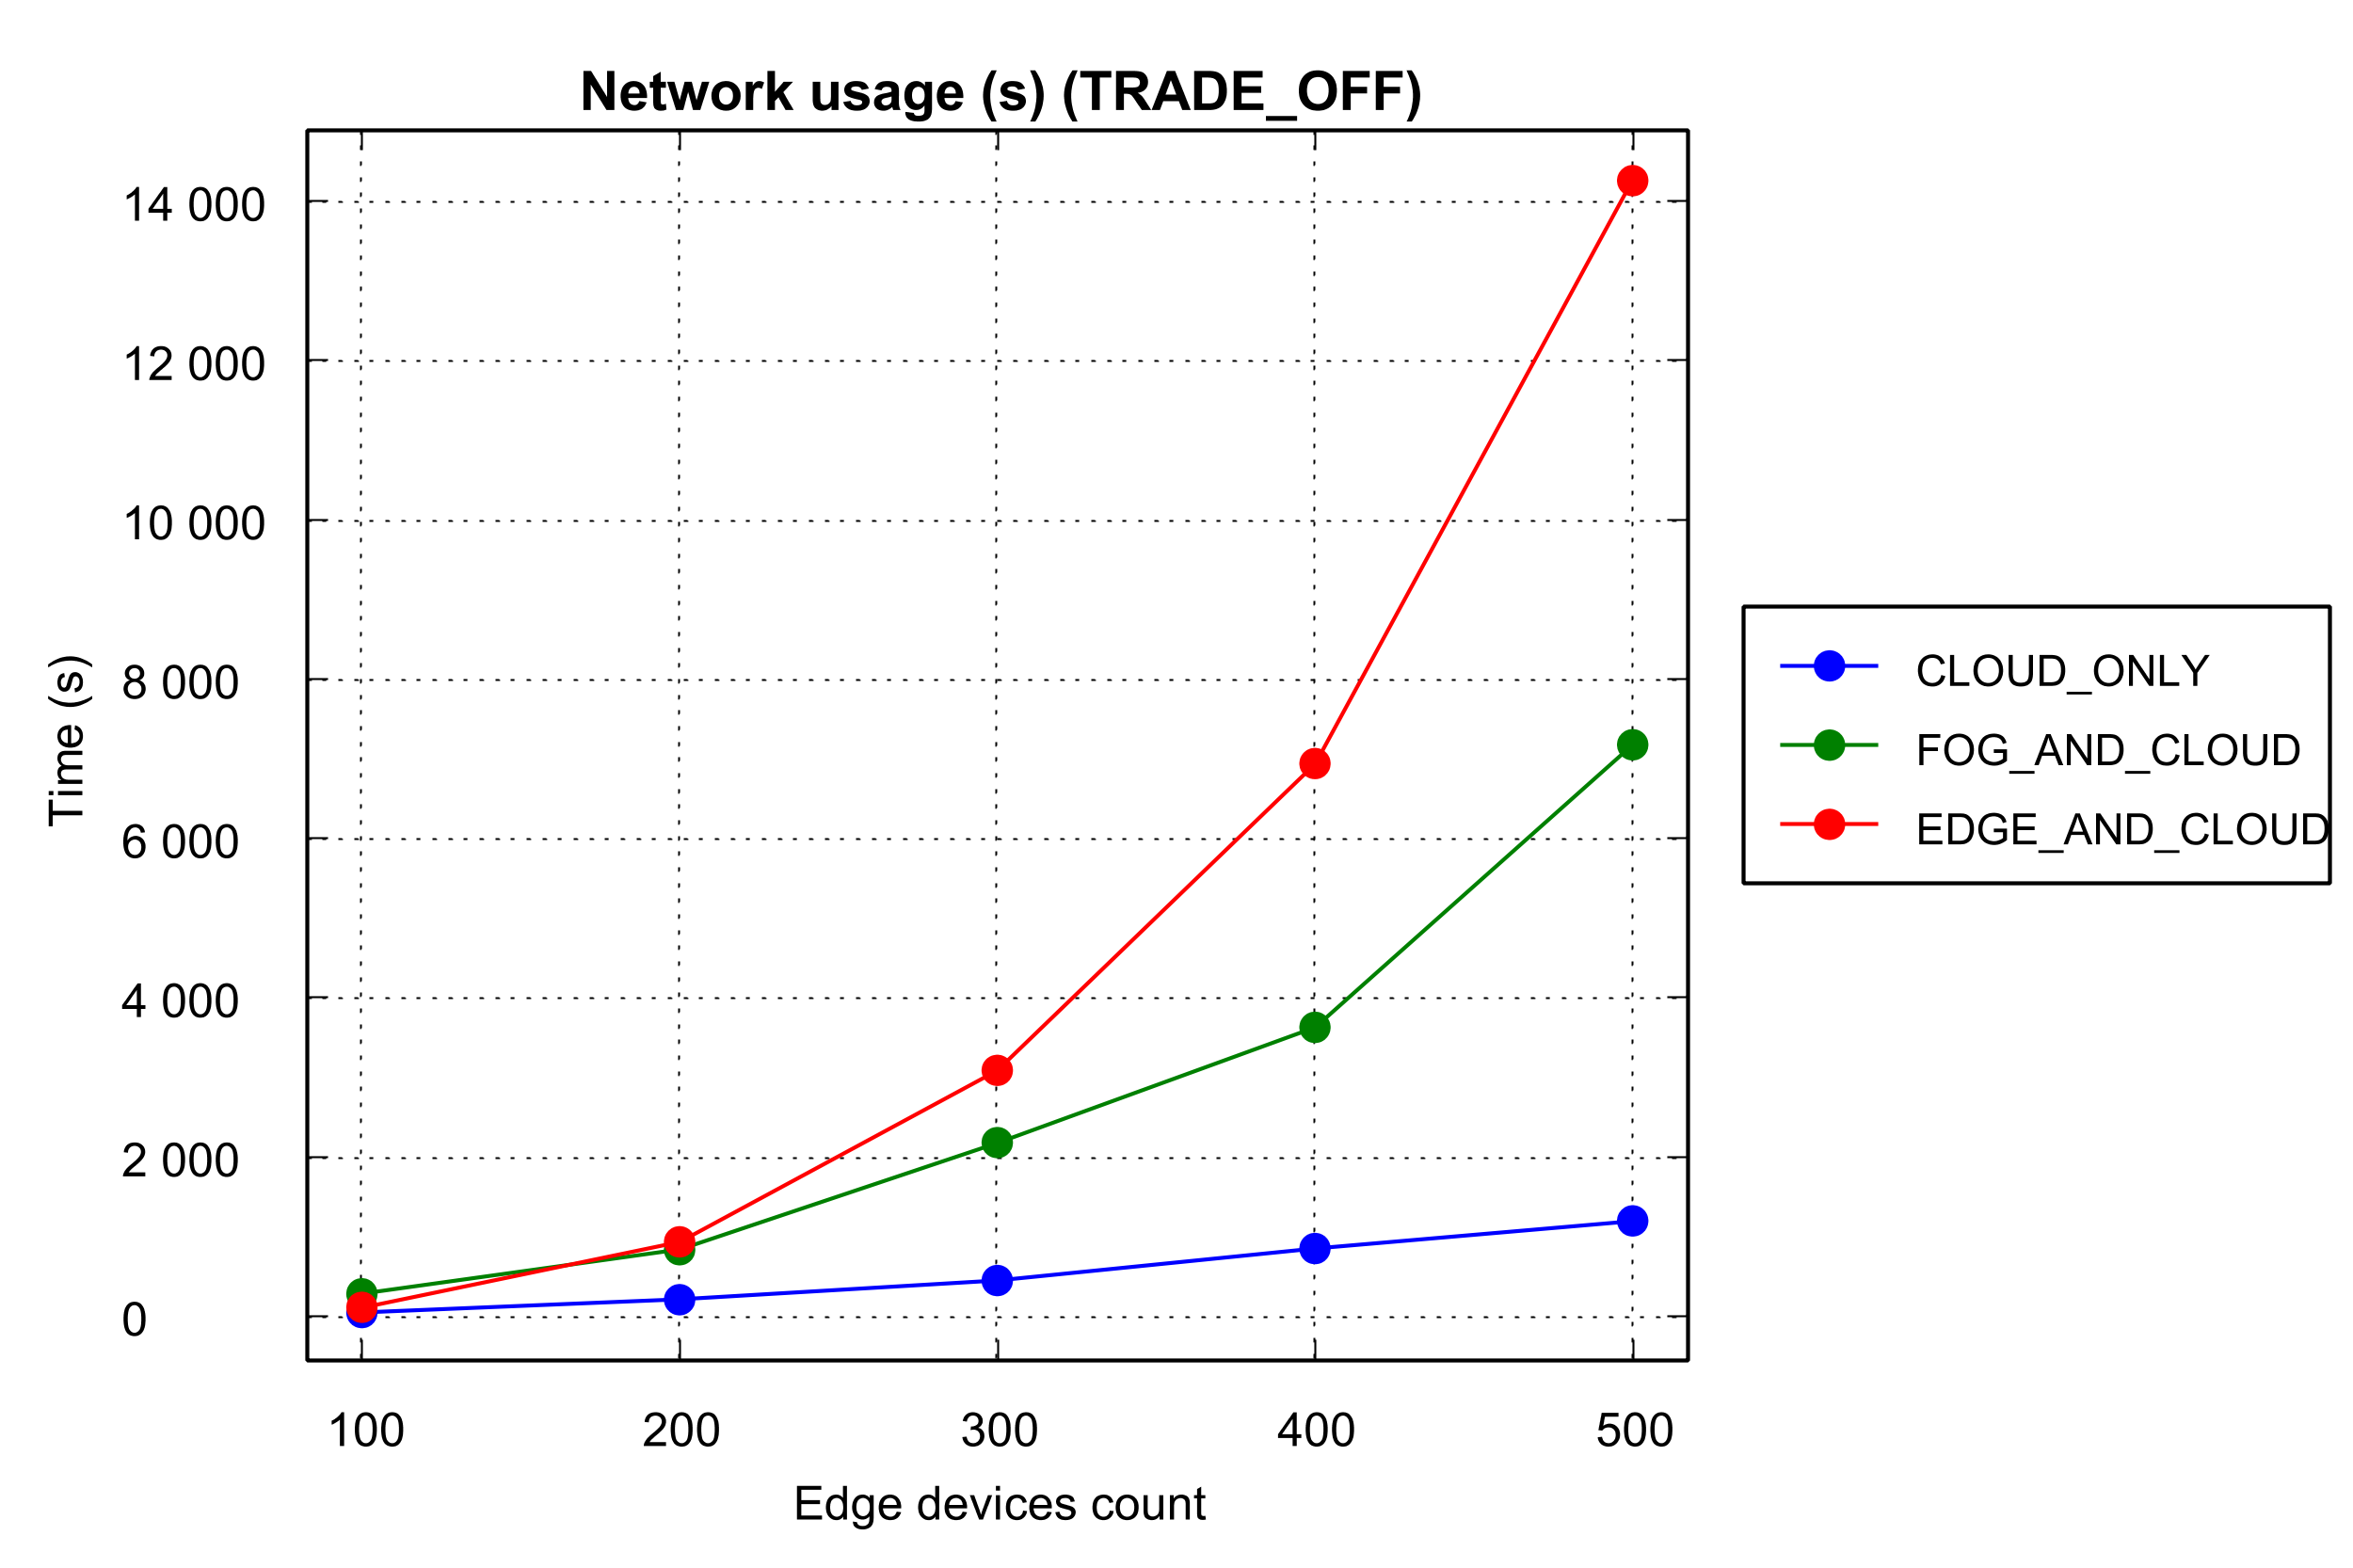 Network usage (s) (TRADE_OFF)
14 000
12 000
10 000
8 000
6 000
4 000
2 000
0
Time (s)
100 200 300 400 500
Edge devices count
CLOUD_ONLY
FOG_AND_CLOUD
EDGE_AND_CLOUD